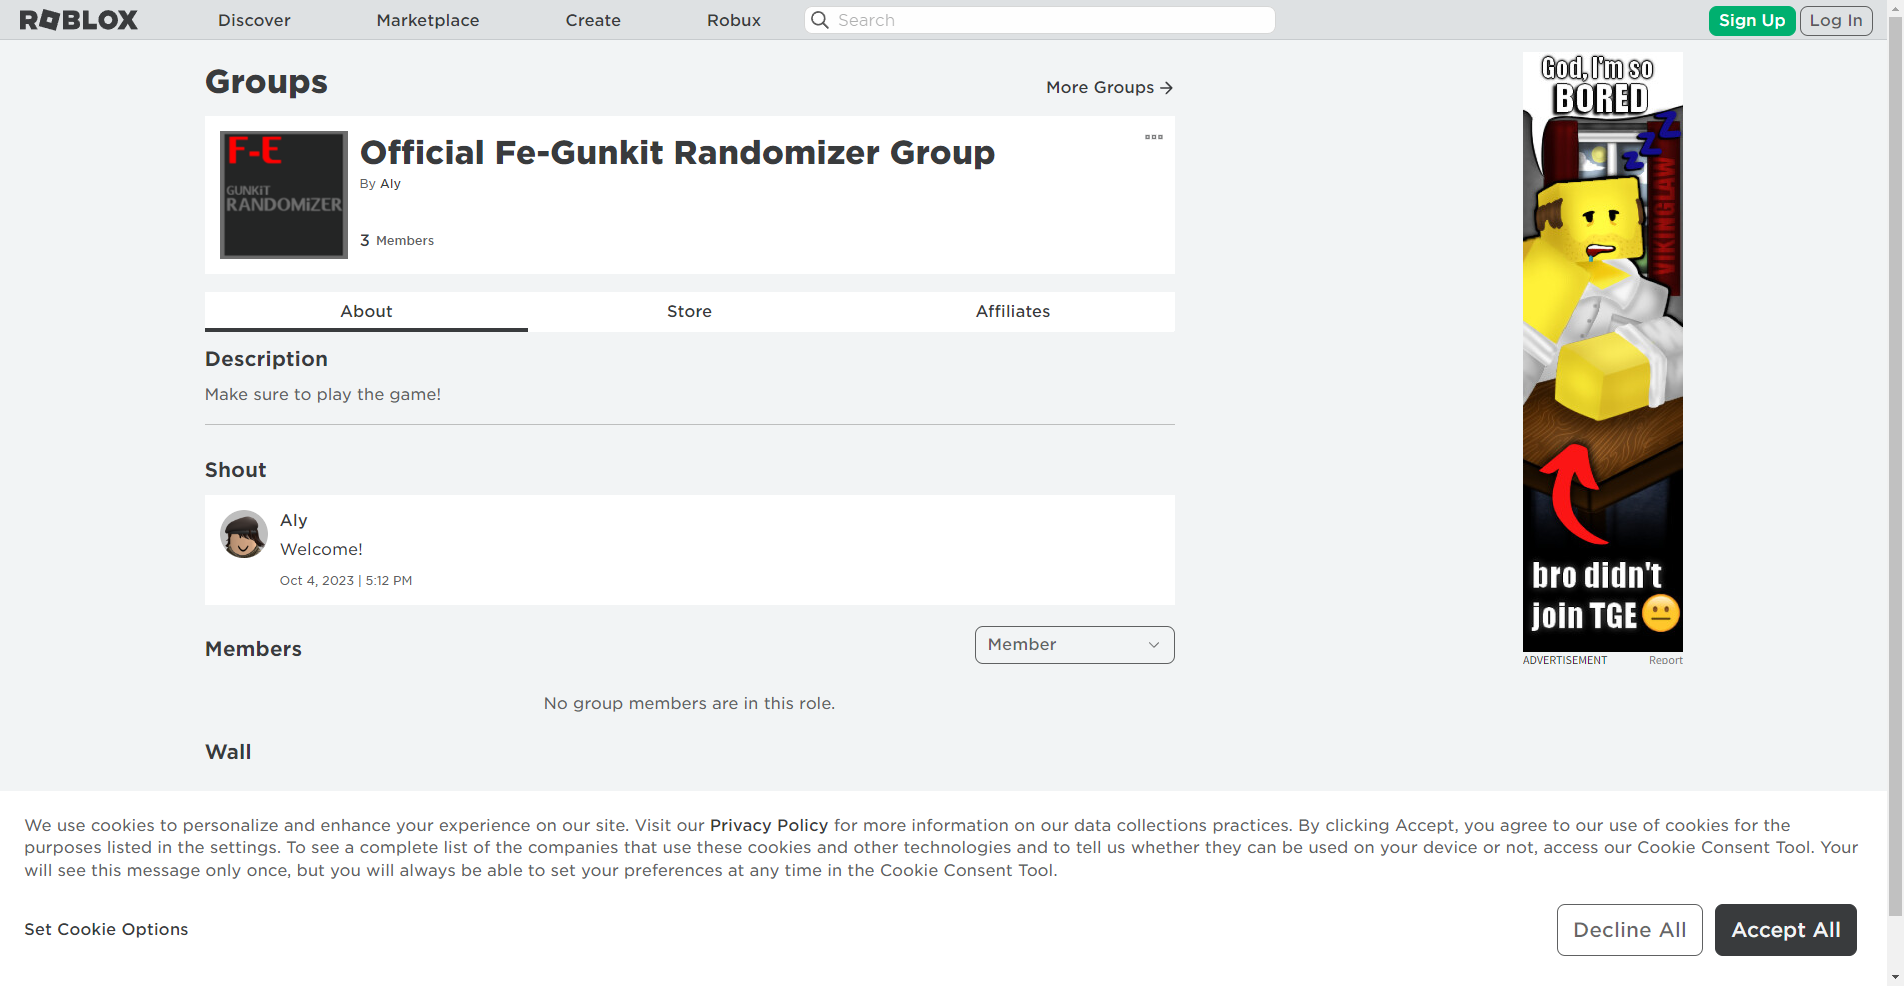 ROBLOX
Discover
Marketplace
Create
Robux
Search
Sign Up
Log In
Groups
More Groups
F-E
GUNKiT
RANDOMiZER
Official Fe-Gunkit Randomizer Group
By Aly
3 Members
About
Store
Affiliates
Description
Make sure to play the game!
Shout
Aly
Welcome!
Oct 4, 2023 | 5:12 PM
Members
Member
No group members are in this role.
Wall
God, I'm so
BORED
zzz
VIKINGLAW
bro didn't
join TGE
ADVERTISEMENT
Report
We use cookies to personalize and enhance your experience on our site. Visit our Privacy Policy for more information on our data collections practices. By clicking Accept, you agree to our use of cookies for the
purposes listed in the settings. To see a complete list of the companies that use these cookies and other technologies and to tell us whether they can be used on your device or not, access our Cookie Consent Tool. Your
will see this message only once, but you will always be able to set your preferences at any time in the Cookie Consent Tool.
Set Cookie Options
Decline All
Accept All